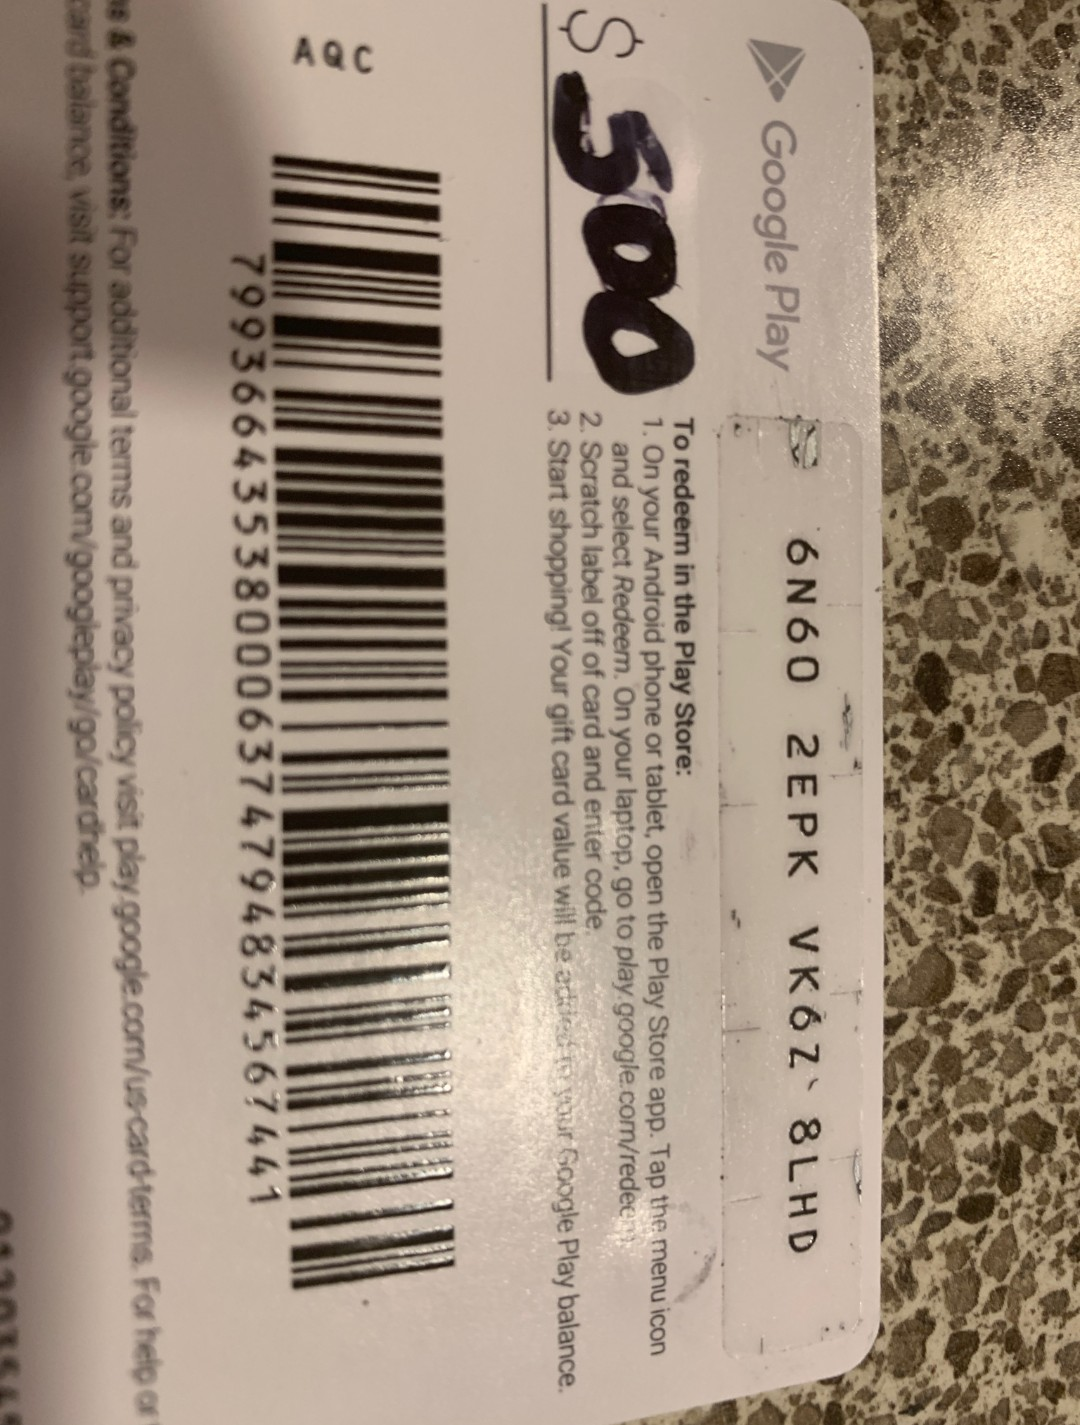 Google Play
6N60 2EPK VK6Z 8LHD
$ 500
To redeem in the Play Store:
1. On your Android phone or tablet, open the Play Store app. Tap the menu icon
and select Redeem. On your laptop, go to play.google.com/redeem
2. Scratch label off of card and enter code.
3. Start shopping! Your gift card value will be added to your Google Play balance.
AQC
799366435380006374794834567441
& Conditions: For additional terms and privacy policy visit play.google.com/us-card-terms. For help or
card balance, visit support.google.com/googleplay/go/cardhelp.